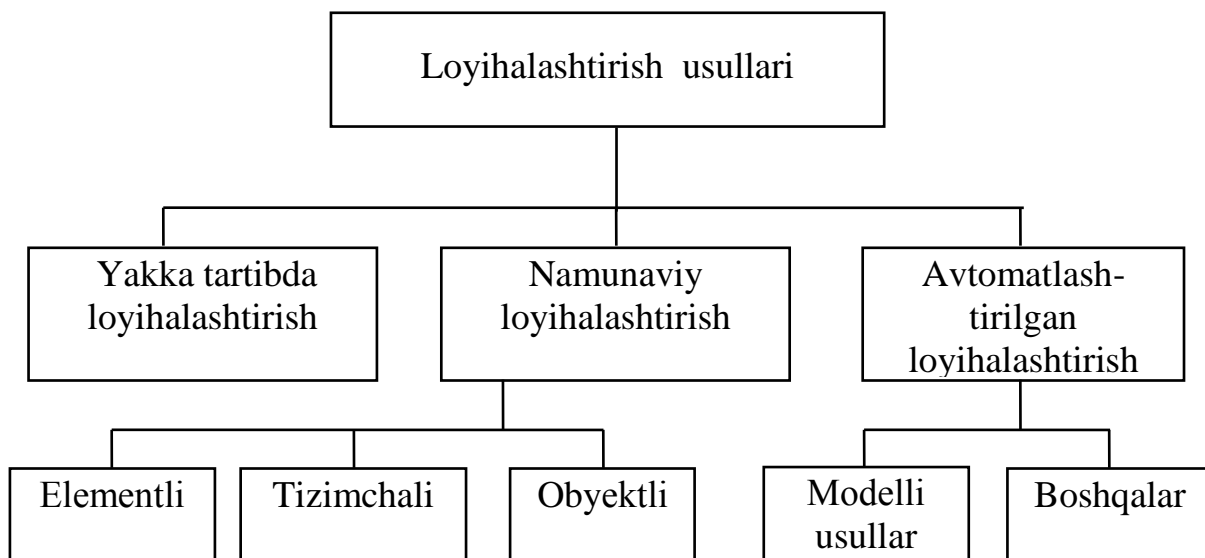 Loyihalashtirish usullari
Yakka tartibda
loyihalashtirish
Namunaviy
loyihalashtirish
Avtomatlash-
tirilgan
loyihalashtirish
Elementli
Tizimchali
Obyektli
Modelli
usullar
Boshqalar